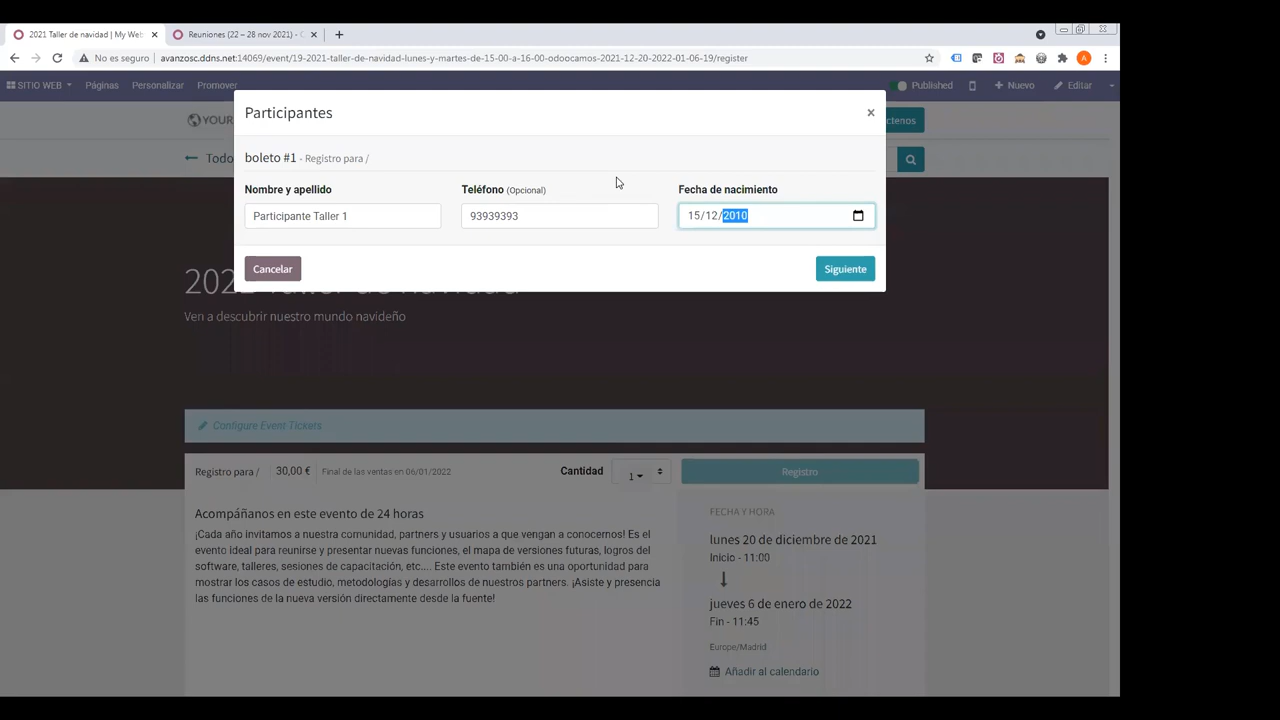 2021 Taller de navidad | My Web
Reuniones (22 – 28 nov 2021) -
No es seguro avanzosc.ddns.net:14069/event/19-2021-taller-de-navidad-lunes-y-martes-de-15-00-a-16-00-odoocamos-2021-12-20-2022-01-06-19/register
A
SITIO WEB Páginas Personalizar Promover Published Nuevo Editar
Participantes
YOUR
ctenos
Todo
boleto #1 - Registro para /
Nombre y apellido Teléfono (Opcional) Fecha de nacimiento
Participante Taller 1 93939393 15/12/2010
Cancelar Siguiente
2021 Taller de navidad
Ven a descubrir nuestro mundo navideño
Configure Event Tickets
Registro para / 30,00 € Final de las ventas en 06/01/2022 Cantidad 1 Registro
Acompáñanos en este evento de 24 horas
¡Cada año invitamos a nuestra comunidad, partners y usuarios a que vengan a conocernos! Es el
evento ideal para reunirse y presentar nuevas funciones, el mapa de versiones futuras, logros del
software, talleres, sesiones de capacitación, etc.... Este evento también es una oportunidad para
mostrar los casos de estudio, metodologías y desarrollos de nuestros partners. ¡Asiste y presencia
las funciones de la nueva versión directamente desde la fuente!
FECHA Y HORA
lunes 20 de diciembre de 2021
Inicio - 11:00
jueves 6 de enero de 2022
Fin - 11:45
Europe/Madrid
Añadir al calendario